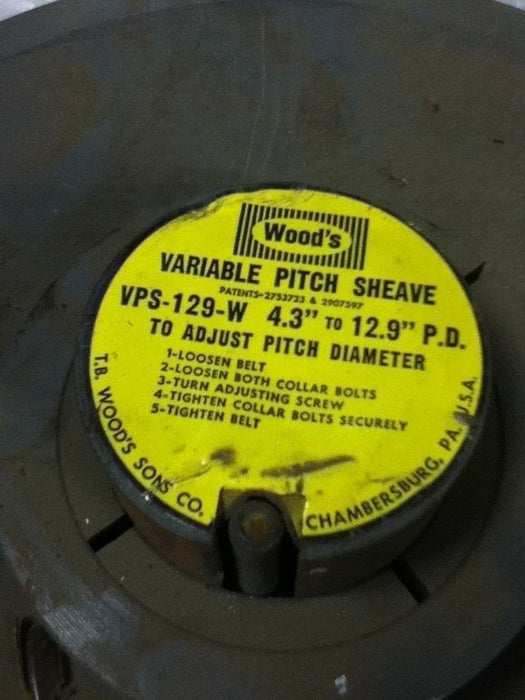 Wood's
VARIABLE PITCH SHEAVE
PATENTS-2753723 & 2907597
VPS-129-W 4.3" TO 12.9" P.D.
TO ADJUST PITCH DIAMETER
1-LOOSEN BELT
2-LOOSEN BOTH COLLAR BOLTS
3-TURN ADJUSTING SCREW
4-TIGHTEN COLLAR BOLTS SECURELY
5-TIGHTEN BELT
T.B. WOOD'S SONS CO.
CHAMBERSBURG, PA. U.S.A.